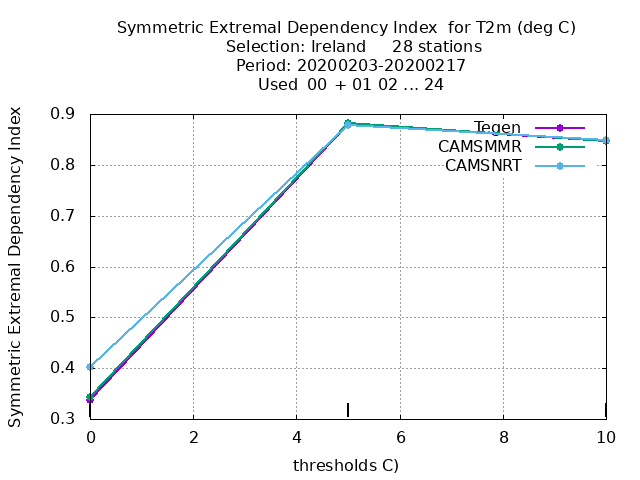 Symmetric Extremal Dependency Index  for T2m (deg C)
Selection: Ireland     28 stations
Period: 20200203-20200217
Used  00  + 01 02 ... 24
Symmetric Extremal Dependency Index
0.9
0.8
0.7
0.6
0.5
0.4
0.3
Tegen
CAMSMMR
CAMSNRT
0 2 4 6 8 10
thresholds C)